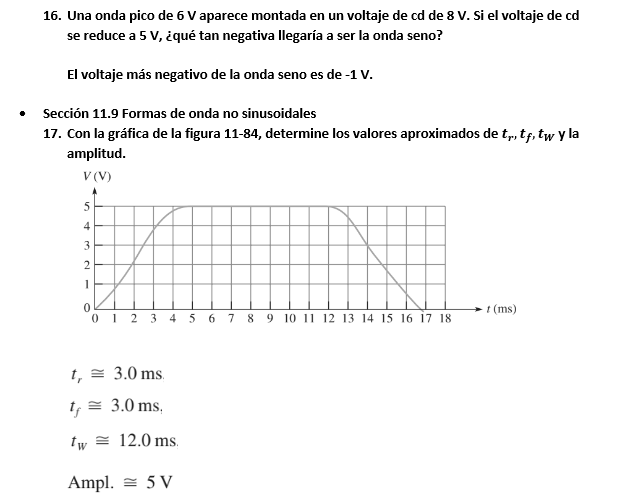 16. Una onda pico de 6 V aparece montada en un voltaje de cd de 8 V. Si el voltaje de cd
se reduce a 5 V, ¿qué tan negativa llegaría a ser la onda seno?
El voltaje más negativo de la onda seno es de -1 V.
• Sección 11.9 Formas de onda no sinusoidales
17. Con la gráfica de la figura 11-84, determine los valores aproximados de t_r, t_f, t_W y la
amplitud.
V (V)
5
4
3
2
1
0
0 1 2 3 4 5 6 7 8 9 10 11 12 13 14 15 16 17 18
t (ms)
t_r ≅ 3.0 ms.
t_f ≅ 3.0 ms,
t_W ≅ 12.0 ms.
Ampl. ≅ 5 V